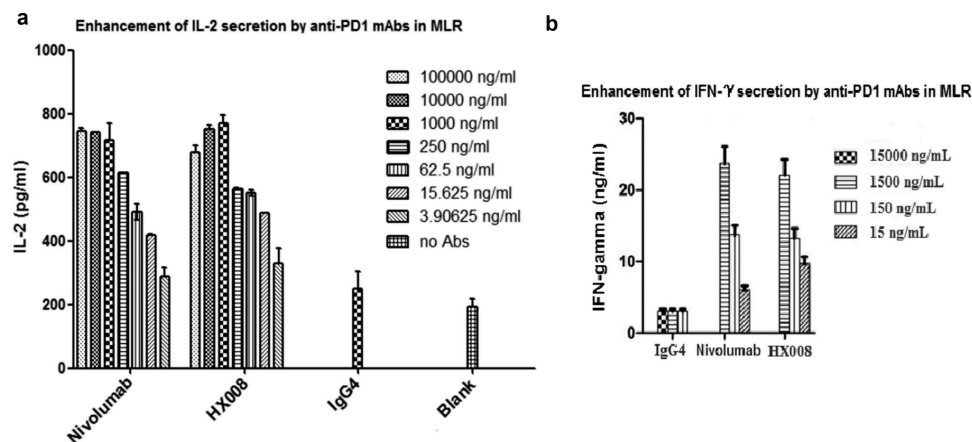 a
Enhancement of IL-2 secretion by anti-PD1 mAbs in MLR
1000
800
600
400
200
0
IL-2 (pg/ml)
100000 ng/ml
10000 ng/ml
1000 ng/ml
250 ng/ml
62.5 ng/ml
15.625 ng/ml
3.90625 ng/ml
no Abs
Nivolumab
HX008
IgG4
Blank
b
Enhancement of IFN-γ secretion by anti-PD1 mAbs in MLR
30
20
10
0
IFN-gamma (ng/ml)
15000 ng/mL
1500 ng/mL
150 ng/mL
15 ng/mL
IgG4 Nivolumab HX008